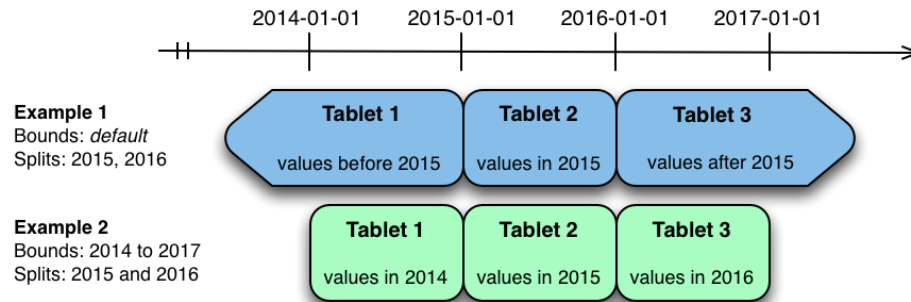 2014-01-01 2015-01-01 2016-01-01 2017-01-01
Example 1
Bounds: default
Splits: 2015, 2016
Tablet 1
values before 2015
Tablet 2
values in 2015
Tablet 3
values after 2015
Example 2
Bounds: 2014 to 2017
Splits: 2015 and 2016
Tablet 1
values in 2014
Tablet 2
values in 2015
Tablet 3
values in 2016